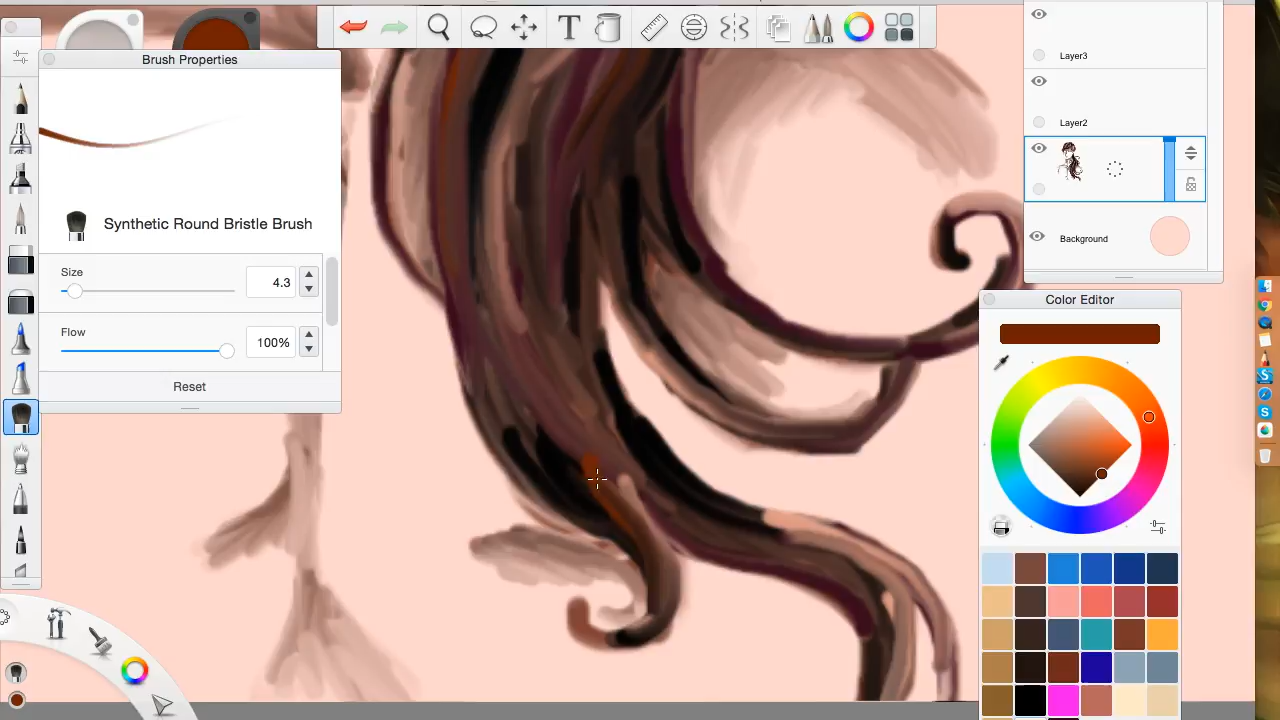 Brush Properties
Synthetic Round Bristle Brush
Size
4.3
Flow
100%
Reset
T
Layer3
Layer2
Background
Color Editor